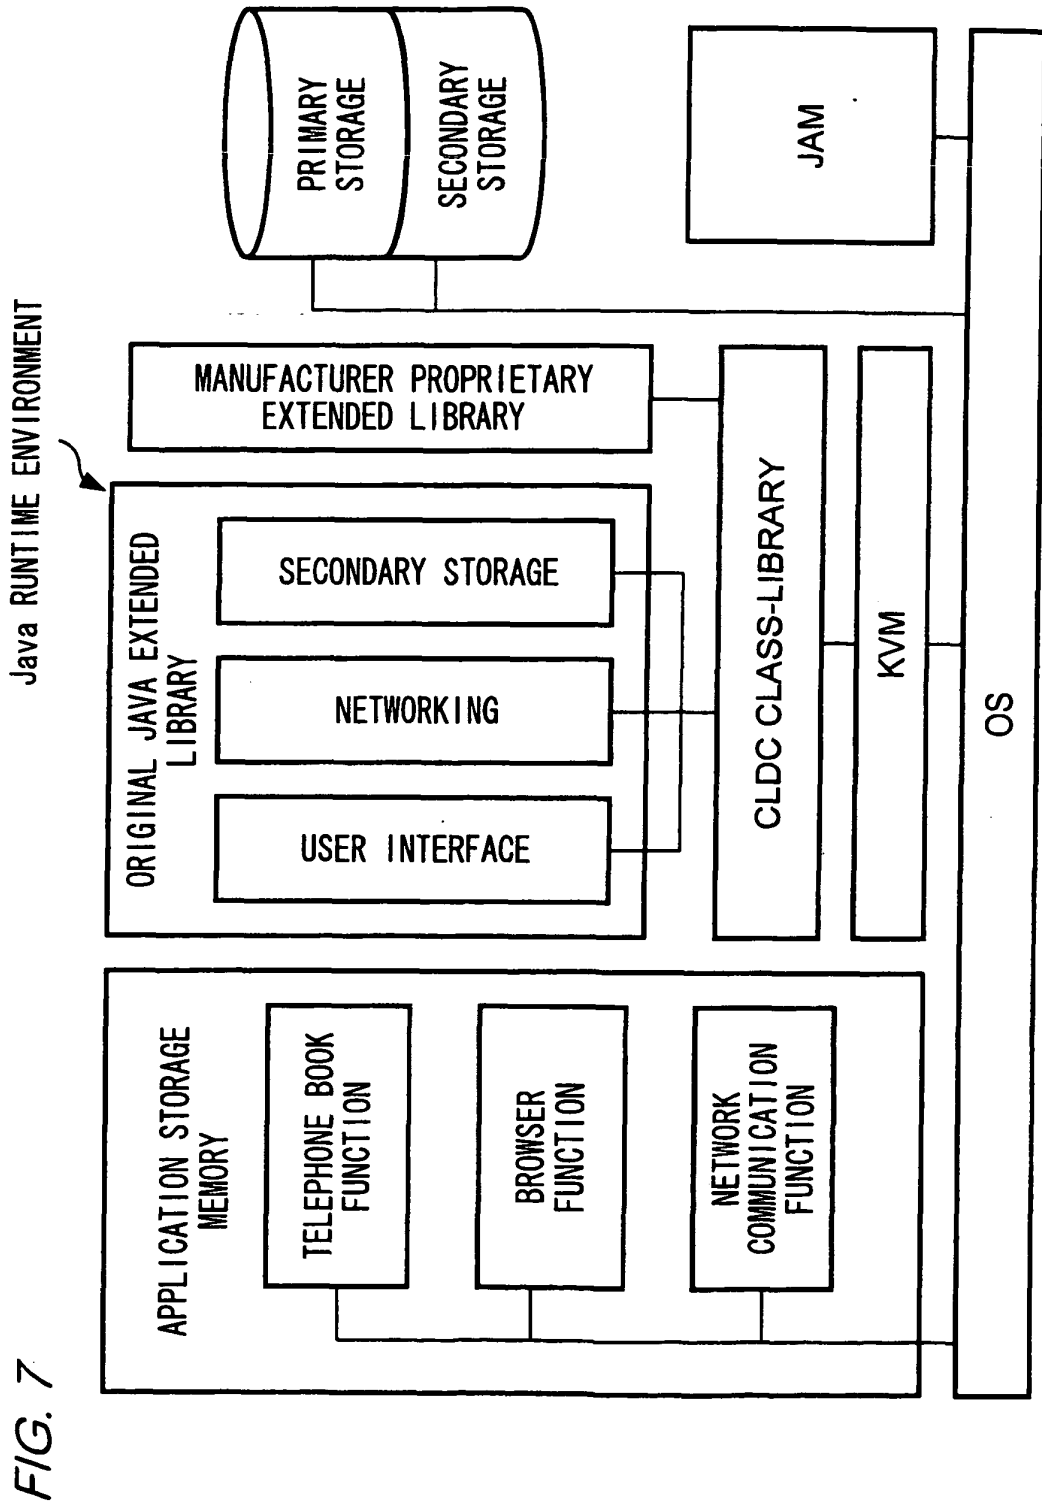 FIG. 7
Java RUNTIME ENVIRONMENT
APPLICATION STORAGE
MEMORY
TELEPHONE BOOK
FUNCTION
BROWSER
FUNCTION
NETWORK
COMMUNICATION
FUNCTION
ORIGINAL JAVA EXTENDED
LIBRARY
USER INTERFACE
NETWORKING
SECONDARY STORAGE
MANUFACTURER PROPRIETARY
EXTENDED LIBRARY
CLDC CLASS-LIBRARY
KVM
PRIMARY
STORAGE
SECONDARY
STORAGE
JAM
OS